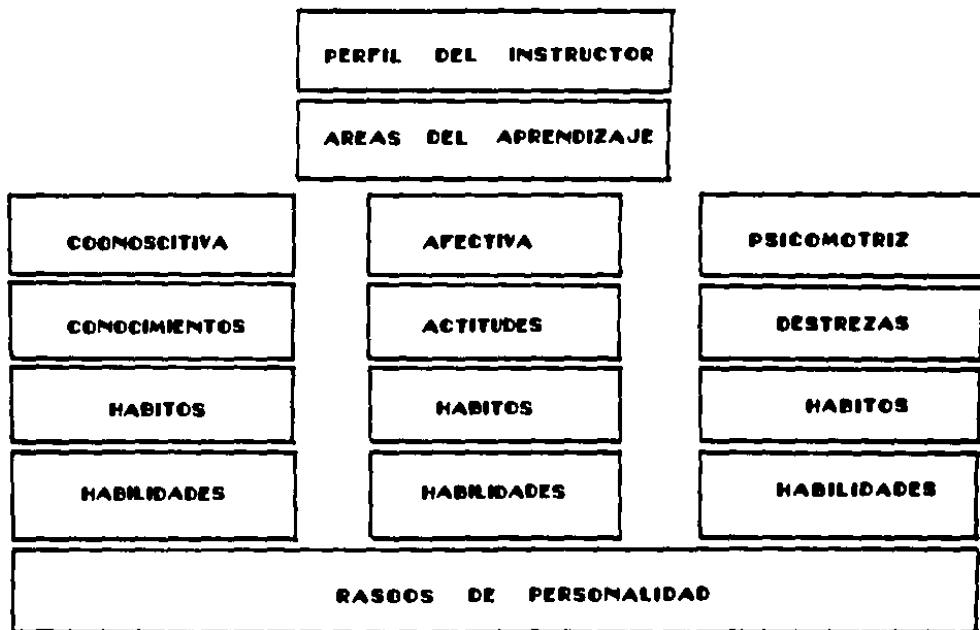 PERFIL DEL INSTRUCTOR
AREAS DEL APRENDIZAJE
COGNOSCITIVA AFECTIVA PSICOMOTRIZ
CONOCIMIENTOS ACTITUDES DESTREZAS
HABITOS HABITOS HABITOS
HABILIDADES HABILIDADES HABILIDADES
RASGOS DE PERSONALIDAD